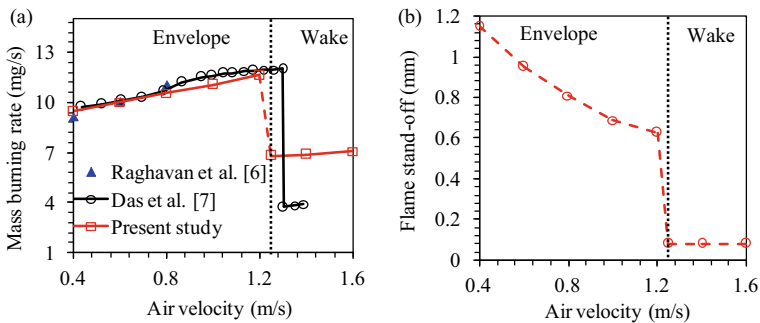 (a)
Envelope
Wake
Mass burning rate (mg/s)
15
13
10
7
4
1
Raghavan et al. [6]
Das et al. [7]
Present study
0.4
0.8
1.2
1.6
Air velocity (m/s)
(b)
Envelope
Wake
Flame stand-off (mm)
1.2
1
0.8
0.6
0.4
0.2
0
0.4
0.8
1.2
1.6
Air velocity (m/s)